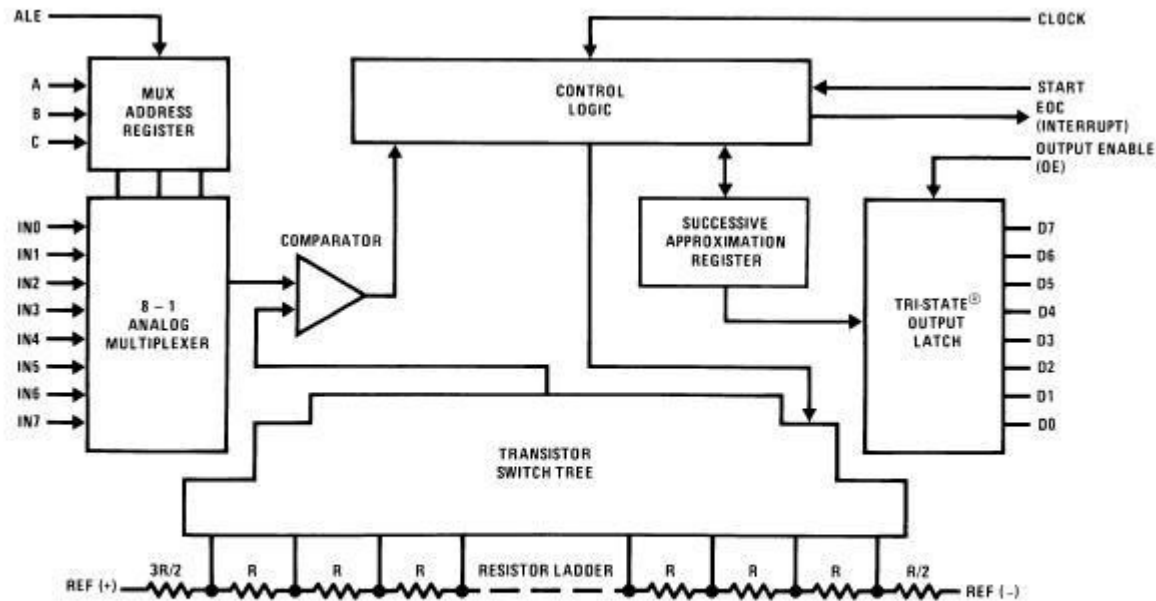 ALE
CLOCK
A
B
C
MUX
ADDRESS
REGISTER
CONTROL
LOGIC
START
EOC
(INTERRUPT)
OUTPUT ENABLE
(OE)
IN0
IN1
IN2
IN3
IN4
IN5
IN6
IN7
8 – 1
ANALOG
MULTIPLEXER
COMPARATOR
SUCCESSIVE
APPROXIMATION
REGISTER
TRI-STATE®
OUTPUT
LATCH
D7
D6
D5
D4
D3
D2
D1
D0
TRANSISTOR
SWITCH TREE
REF (+)
3R/2
R
R
R
RESISTOR LADDER
R
R
R
R/2
REF (–)